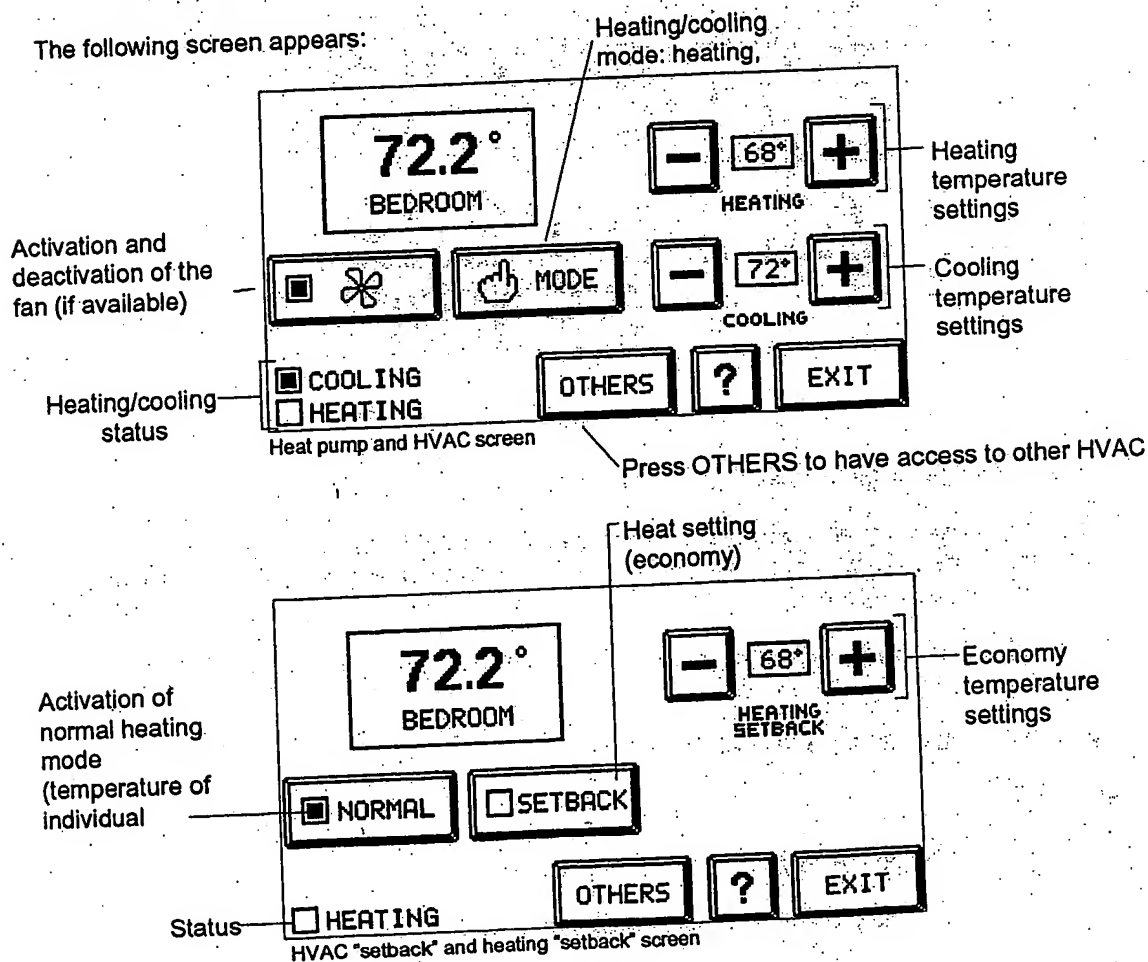 The following screen appears:
Heating/cooling
mode: heating,
72.2°
BEDROOM
68°
HEATING
Heating
temperature
settings
Activation and
deactivation of the
fan (if available)
MODE
72°
COOLING
Cooling
temperature
settings
Heating/cooling
status
COOLING
HEATING
OTHERS
?
EXIT
Heat pump and HVAC screen
Press OTHERS to have access to other HVAC
Heat setting
(economy)
72.2°
BEDROOM
68°
HEATING
SETBACK
Economy
temperature
settings
Activation of
normal heating
mode
(temperature of
individual
NORMAL
SETBACK
Status
HEATING
OTHERS
?
EXIT
HVAC "setback" and heating "setback" screen